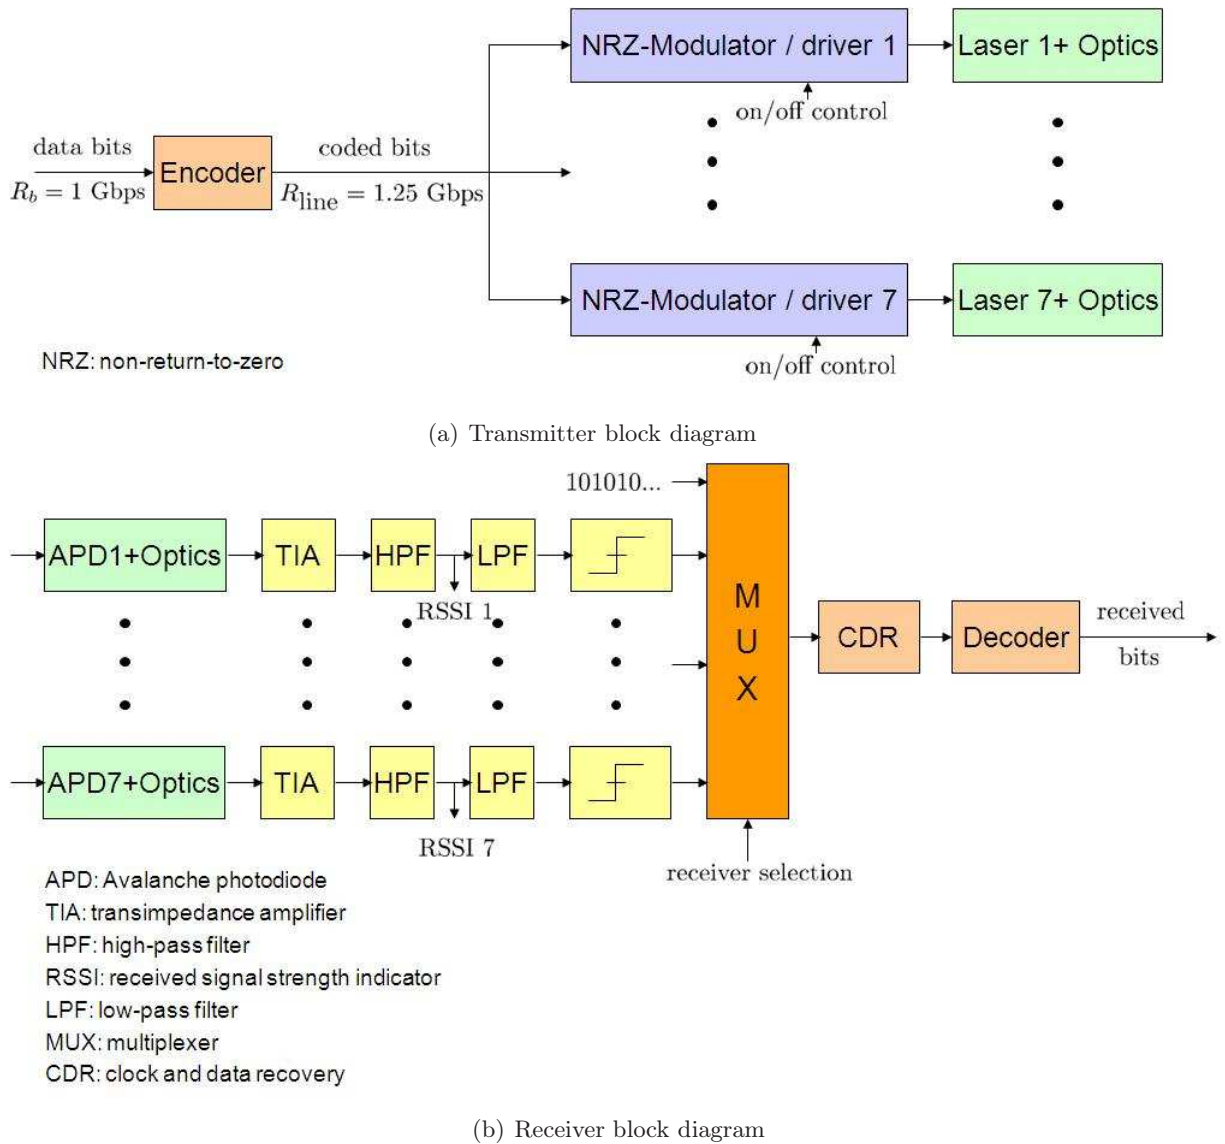 NRZ-Modulator / driver 1
Laser 1+ Optics
on/off control
data bits
Encoder
coded bits
R_b = 1 Gbps
R_line = 1.25 Gbps
NRZ-Modulator / driver 7
Laser 7+ Optics
NRZ: non-return-to-zero
on/off control
(a) Transmitter block diagram
101010...
APD1+Optics
TIA
HPF
LPF
RSSI 1
MUX
CDR
Decoder
received
bits
APD7+Optics
TIA
HPF
LPF
RSSI 7
receiver selection
APD: Avalanche photodiode
TIA: transimpedance amplifier
HPF: high-pass filter
RSSI: received signal strength indicator
LPF: low-pass filter
MUX: multiplexer
CDR: clock and data recovery
(b) Receiver block diagram